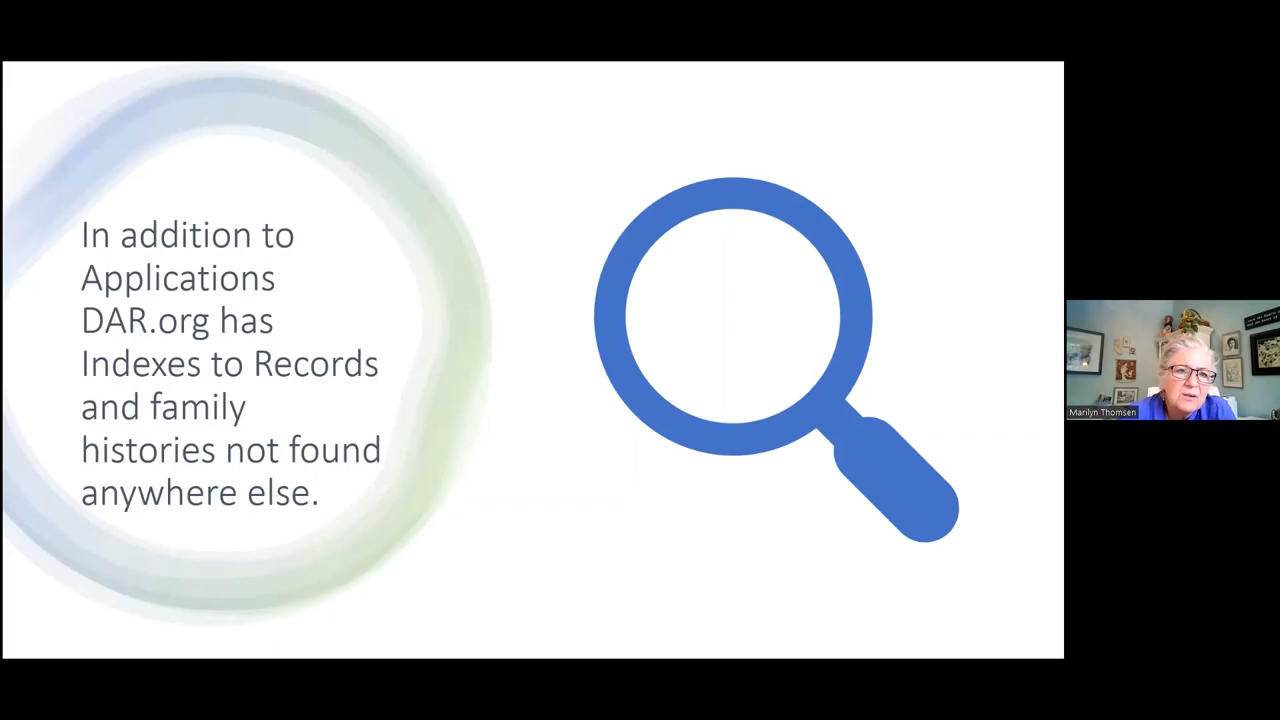 In addition to
Applications
DAR.org has
Indexes to Records
and family
histories not found
anywhere else.
Marilyn Thomsen